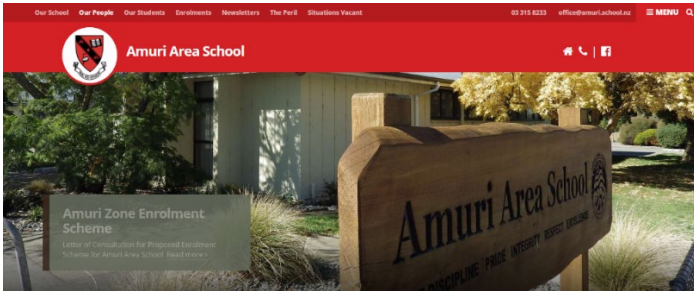 Our School Our People Our Students Enrolments Newsletters The Peril Situations Vacant 03 315 8233 office@amuri.school.nz MENU
Amuri Area School
Amuri Area School
DISCIPLINE PRIDE INTEGRITY RESPECT EXCELLENCE
Amuri Zone Enrolment
Scheme
Letter of Consultation for Proposed Enrolment
Scheme for Amuri Area School. Read more >